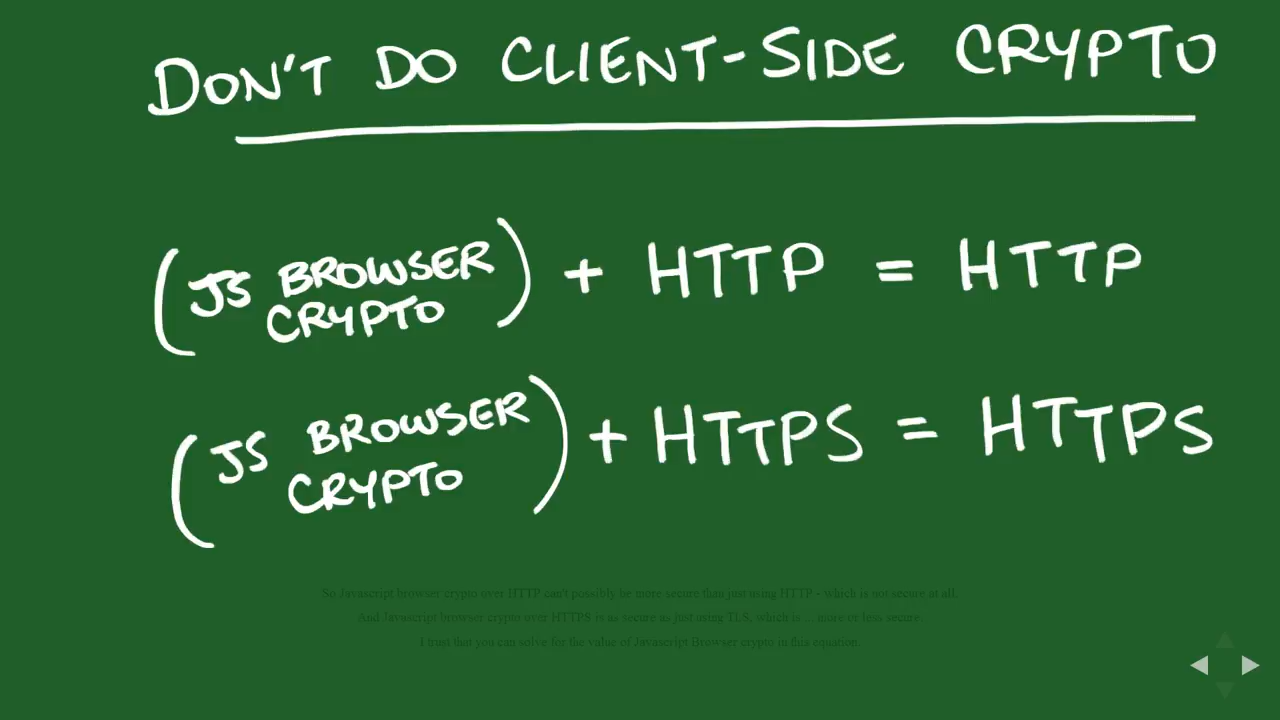 DON'T DO CLIENT-SIDE CRYPTO
(JS BROWSER CRYPTO) + HTTP = HTTP
(JS BROWSER CRYPTO) + HTTPS = HTTPS
So Javascript browser crypto over HTTP can't possibly be more secure than just using HTTP - which is not secure at all.
And Javascript browser crypto over HTTPS is as secure as just using TLS, which is... more or less secure.
I trust that you can solve for the value of Javascript Browser crypto in this equation.